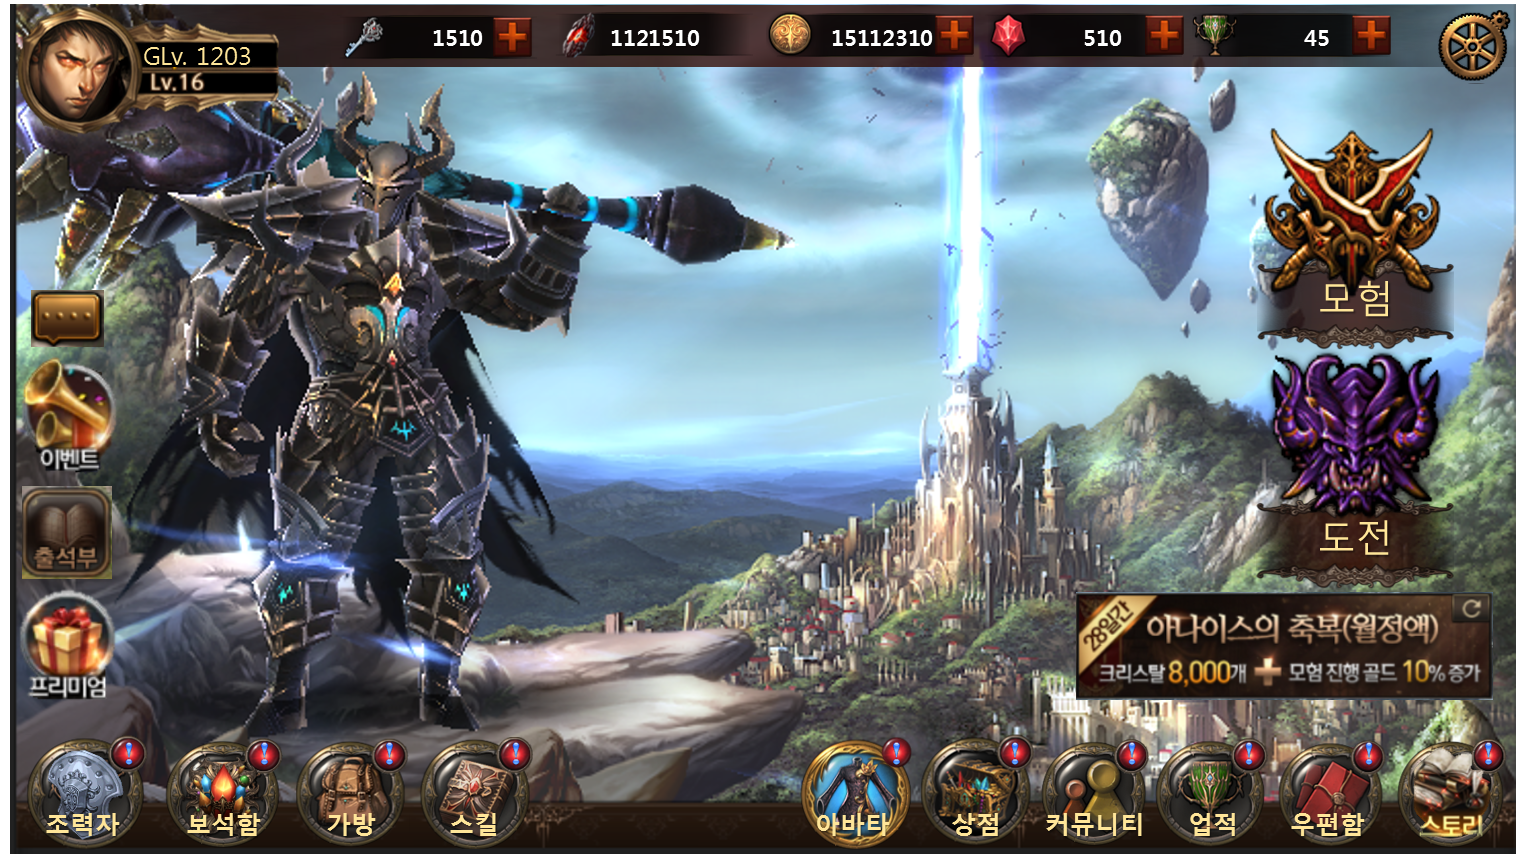 GLv. 1203
Lv.16
1510
1121510
15112310
510
45
모험
도전
이벤트
출석부
프리미엄
28일간
아나이스의 축복(월정액)
크리스탈 8,000개 + 모험 진행 골드 10% 증가
조력자
보석함
가방
스킬
아바타
상점
커뮤니티
업적
우편함
스토리